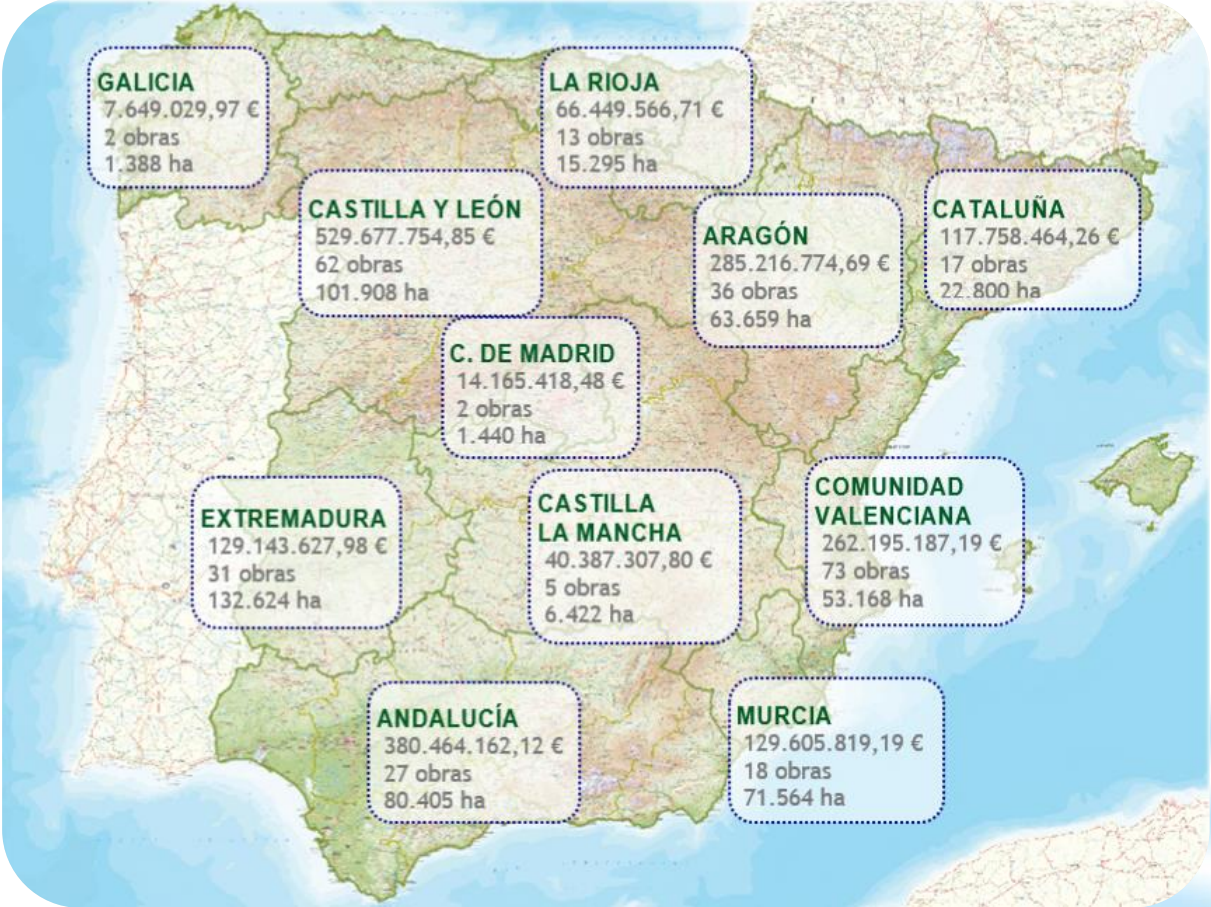 GALICIA
7.649.029,97 €
2 obras
1.388 ha
LA RIOJA
66.449.566,71 €
13 obras
15.295 ha
CASTILLA Y LEÓN
529.677.754,85 €
62 obras
101.908 ha
ARAGÓN
285.216.774,69 €
36 obras
63.659 ha
CATALUÑA
117.758.464,26 €
17 obras
22.800 ha
C. DE MADRID
14.165.418,48 €
2 obras
1.440 ha
EXTREMADURA
129.143.627,98 €
31 obras
132.624 ha
CASTILLA
LA MANCHA
40.387.307,80 €
5 obras
6.422 ha
COMUNIDAD
VALENCIANA
262.195.187,19 €
73 obras
53.168 ha
ANDALUCÍA
380.464.162,12 €
27 obras
80.405 ha
MURCIA
129.605.819,19 €
18 obras
71.564 ha